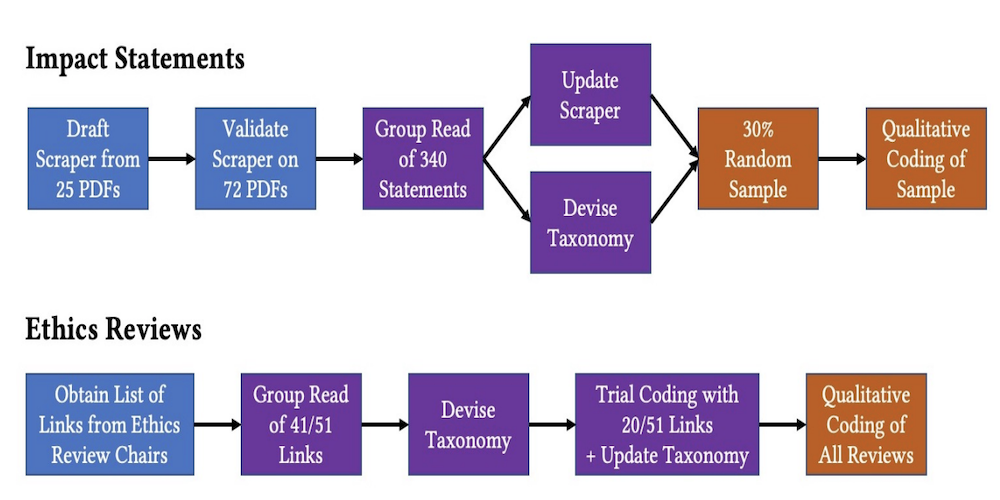 Impact Statements
Draft
Scraper from
25 PDFs
Validate
Scraper on
72 PDFs
Group Read
of 340
Statements
Update
Scraper
Devise
Taxonomy
30%
Random
Sample
Qualitative
Coding of
Sample
Ethics Reviews
Obtain List of
Links from Ethics
Review Chairs
Group Read
of 41/51
Links
Devise
Taxonomy
Trial Coding with
20/51 Links
+ Update Taxonomy
Qualitative
Coding of
All Reviews